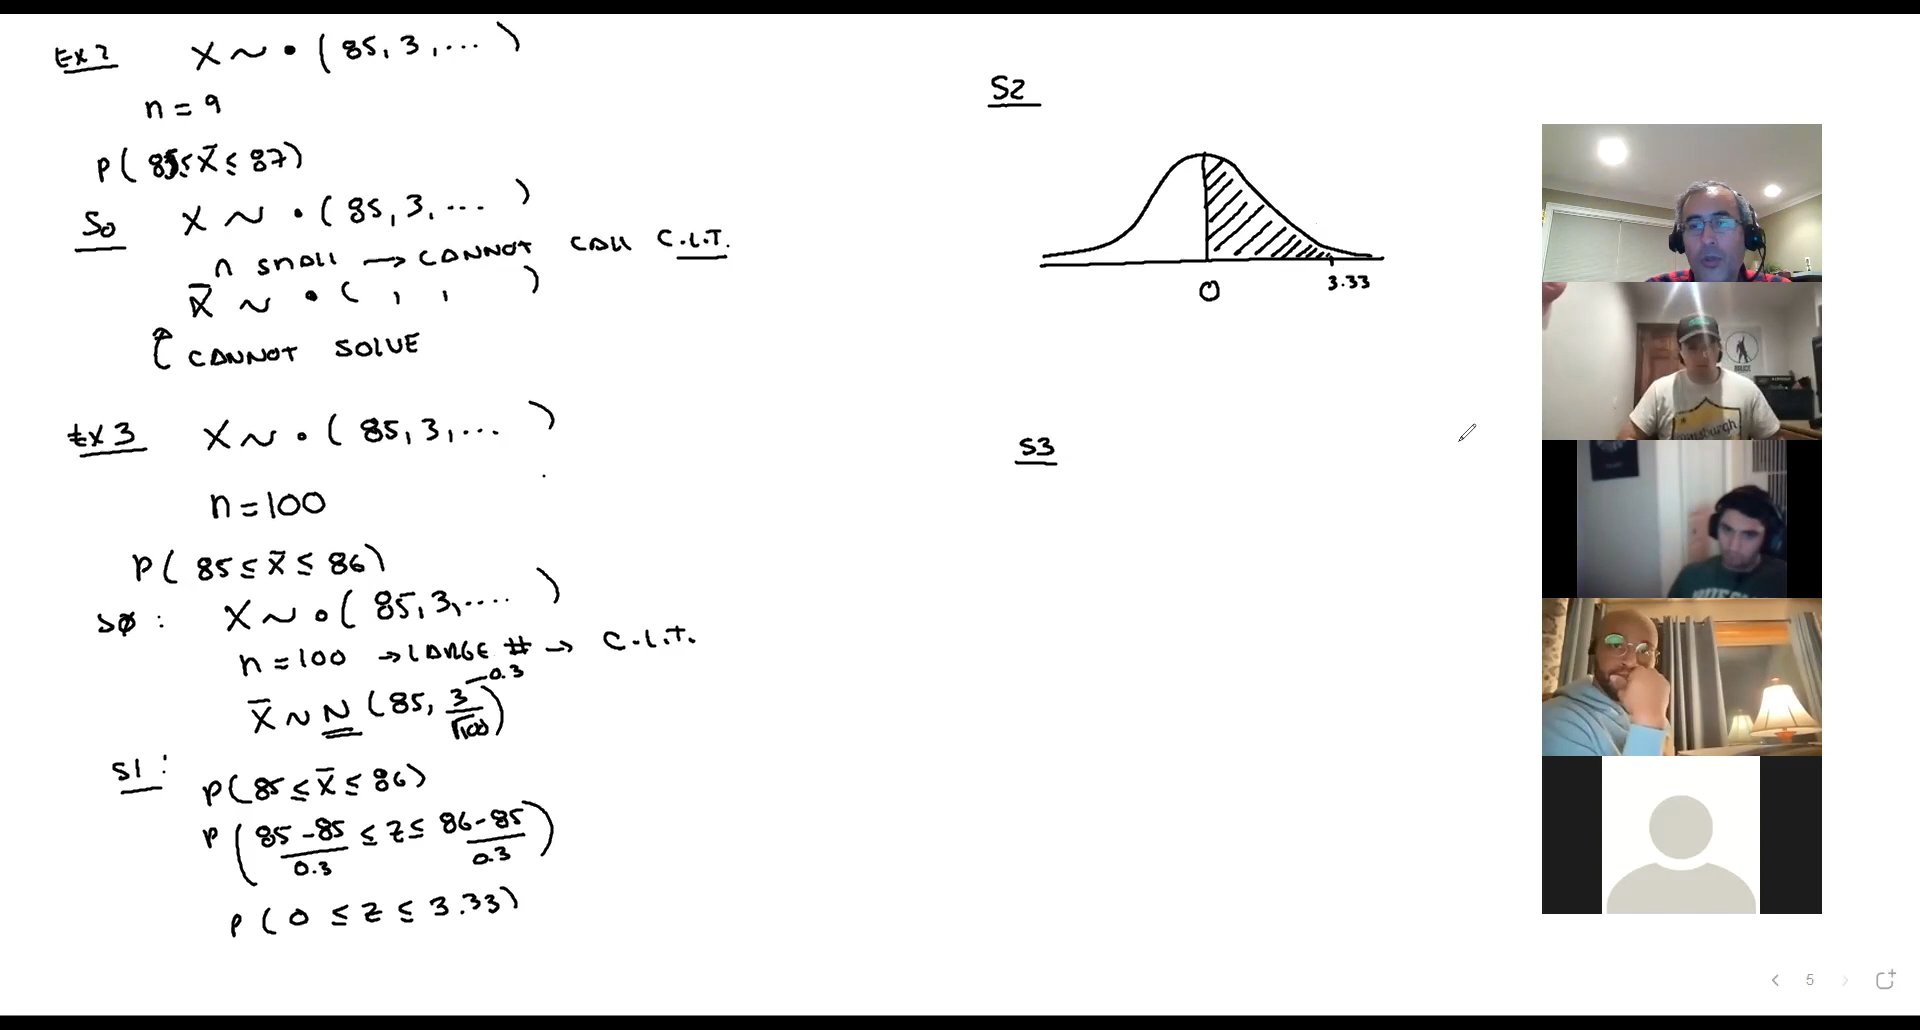 Ex2 X ~ • ( 85, 3, ... )
n = 9
P( 85 ≤ X̄ ≤ 87)
S0 X ~ • ( 85, 3, ... )
n SMALL → CANNOT CALL C.L.T.
X̄ ~ • ( , , )
CANNOT SOLVE
Ex3 X ~ • ( 85, 3, ... )
n = 100
P( 85 ≤ x̄ ≤ 86)
SØ : X ~ • ( 85, 3, .... )
n = 100 → LARGE # → C.L.T.
X̄ ~ N (85, 3/√100) 0.3
S1 :
P(85 ≤ X̄ ≤ 86)
P( 85-85/0.3 ≤ Z ≤ 86-85/0.3 )
P( 0 ≤ Z ≤ 3.33)
S2
0 3.33
S3
BRUCE
5